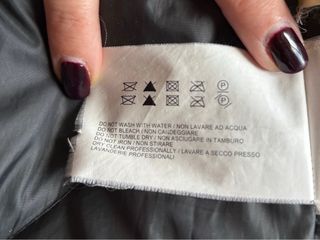 P
P
DO NOT WASH WITH WATER / NON LAVARE AD ACQUA
DO NOT BLEACH / NON CANDEGGIARE
DO NOT TUMBLE DRY / NON ASCIUGARE IN TAMBURO
DO NOT IRON / NON STIRARE
DRY CLEAN PROFESSIONALLY / LAVAREA A SECCO PRESSO
LAVANDERIE PROFESSIONALI